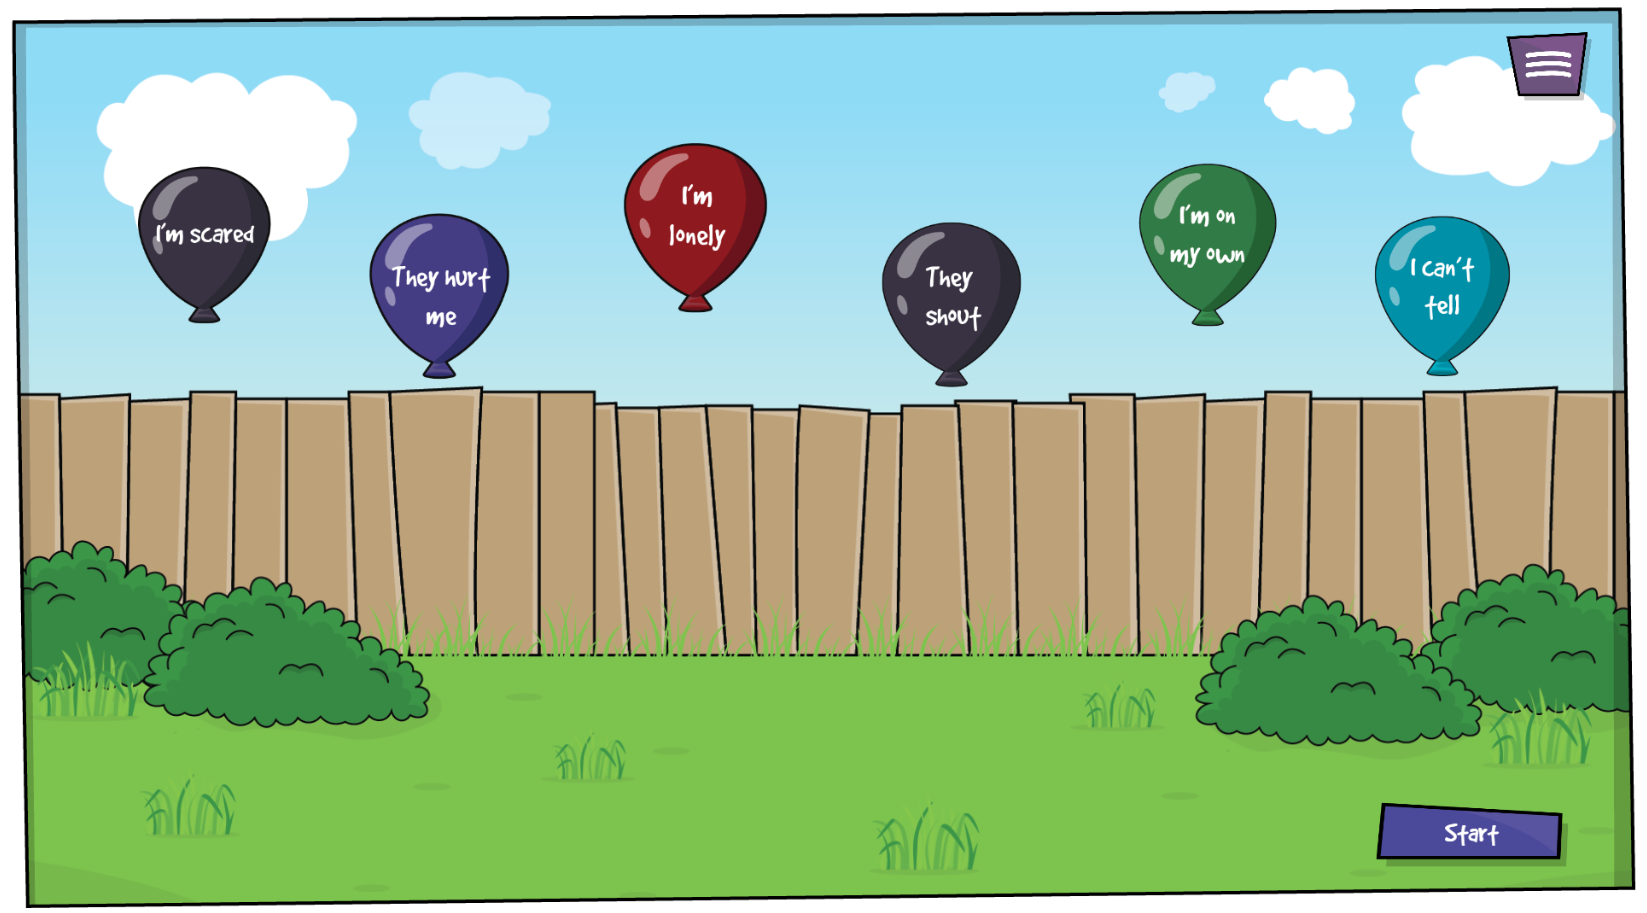 I'm scared
They hurt
me
I'm
lonely
They
shout
I'm on
my own
I can't
tell
Start